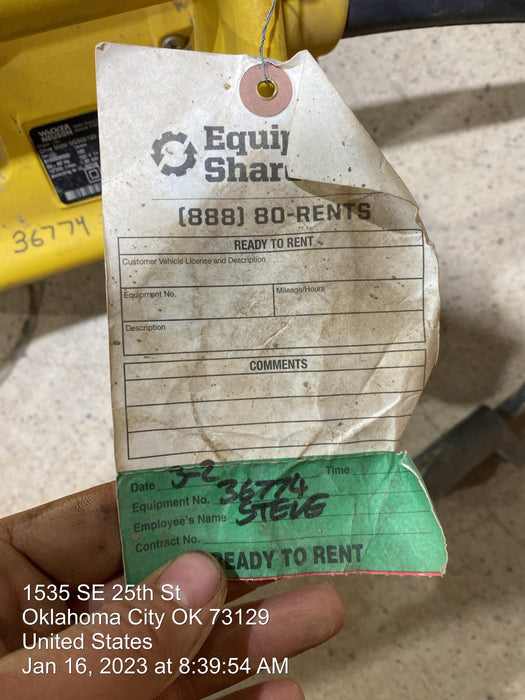 WACKER
NEUSON
36774
Equip
Shar
(888) 80-RENTS
READY TO RENT
Customer Vehicle License and Description
Equipment No.
Mileage/Hours
Description
COMMENTS
Date 3-2 Time
Equipment No. 36774
Employee's Name STEVE
Contract No.
READY TO RENT
1535 SE 25th St
Oklahoma City OK 73129
United States
Jan 16, 2023 at 8:39:54 AM